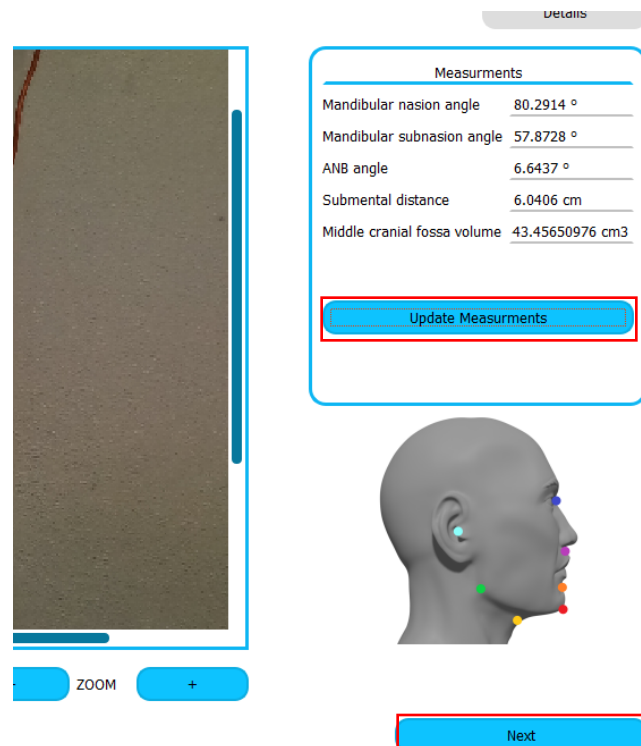 Details
Measurments
Mandibular nasion angle 80.2914 º
Mandibular subnasion angle 57.8728 º
ANB angle 6.6437 º
Submental distance 6.0406 cm
Middle cranial fossa volume 43.45650976 cm3
Update Measurments
- ZOOM +
Next